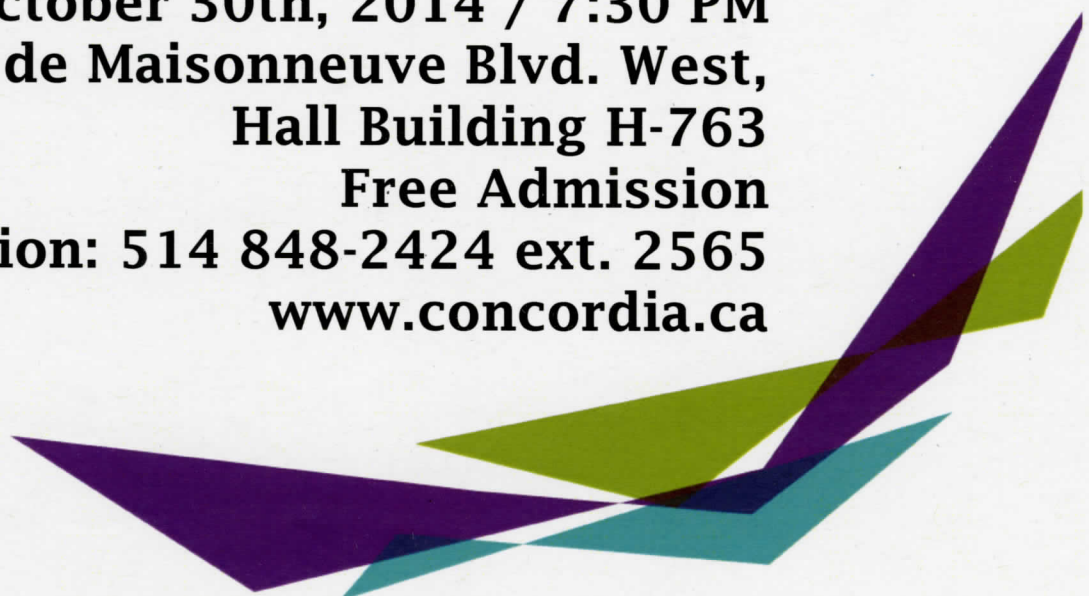 ctober 30th, 2014 / 7:30 PM
de Maisonneuve Blvd. West,
Hall Building H-763
Free Admission
ion: 514 848-2424 ext. 2565
www.concordia.ca